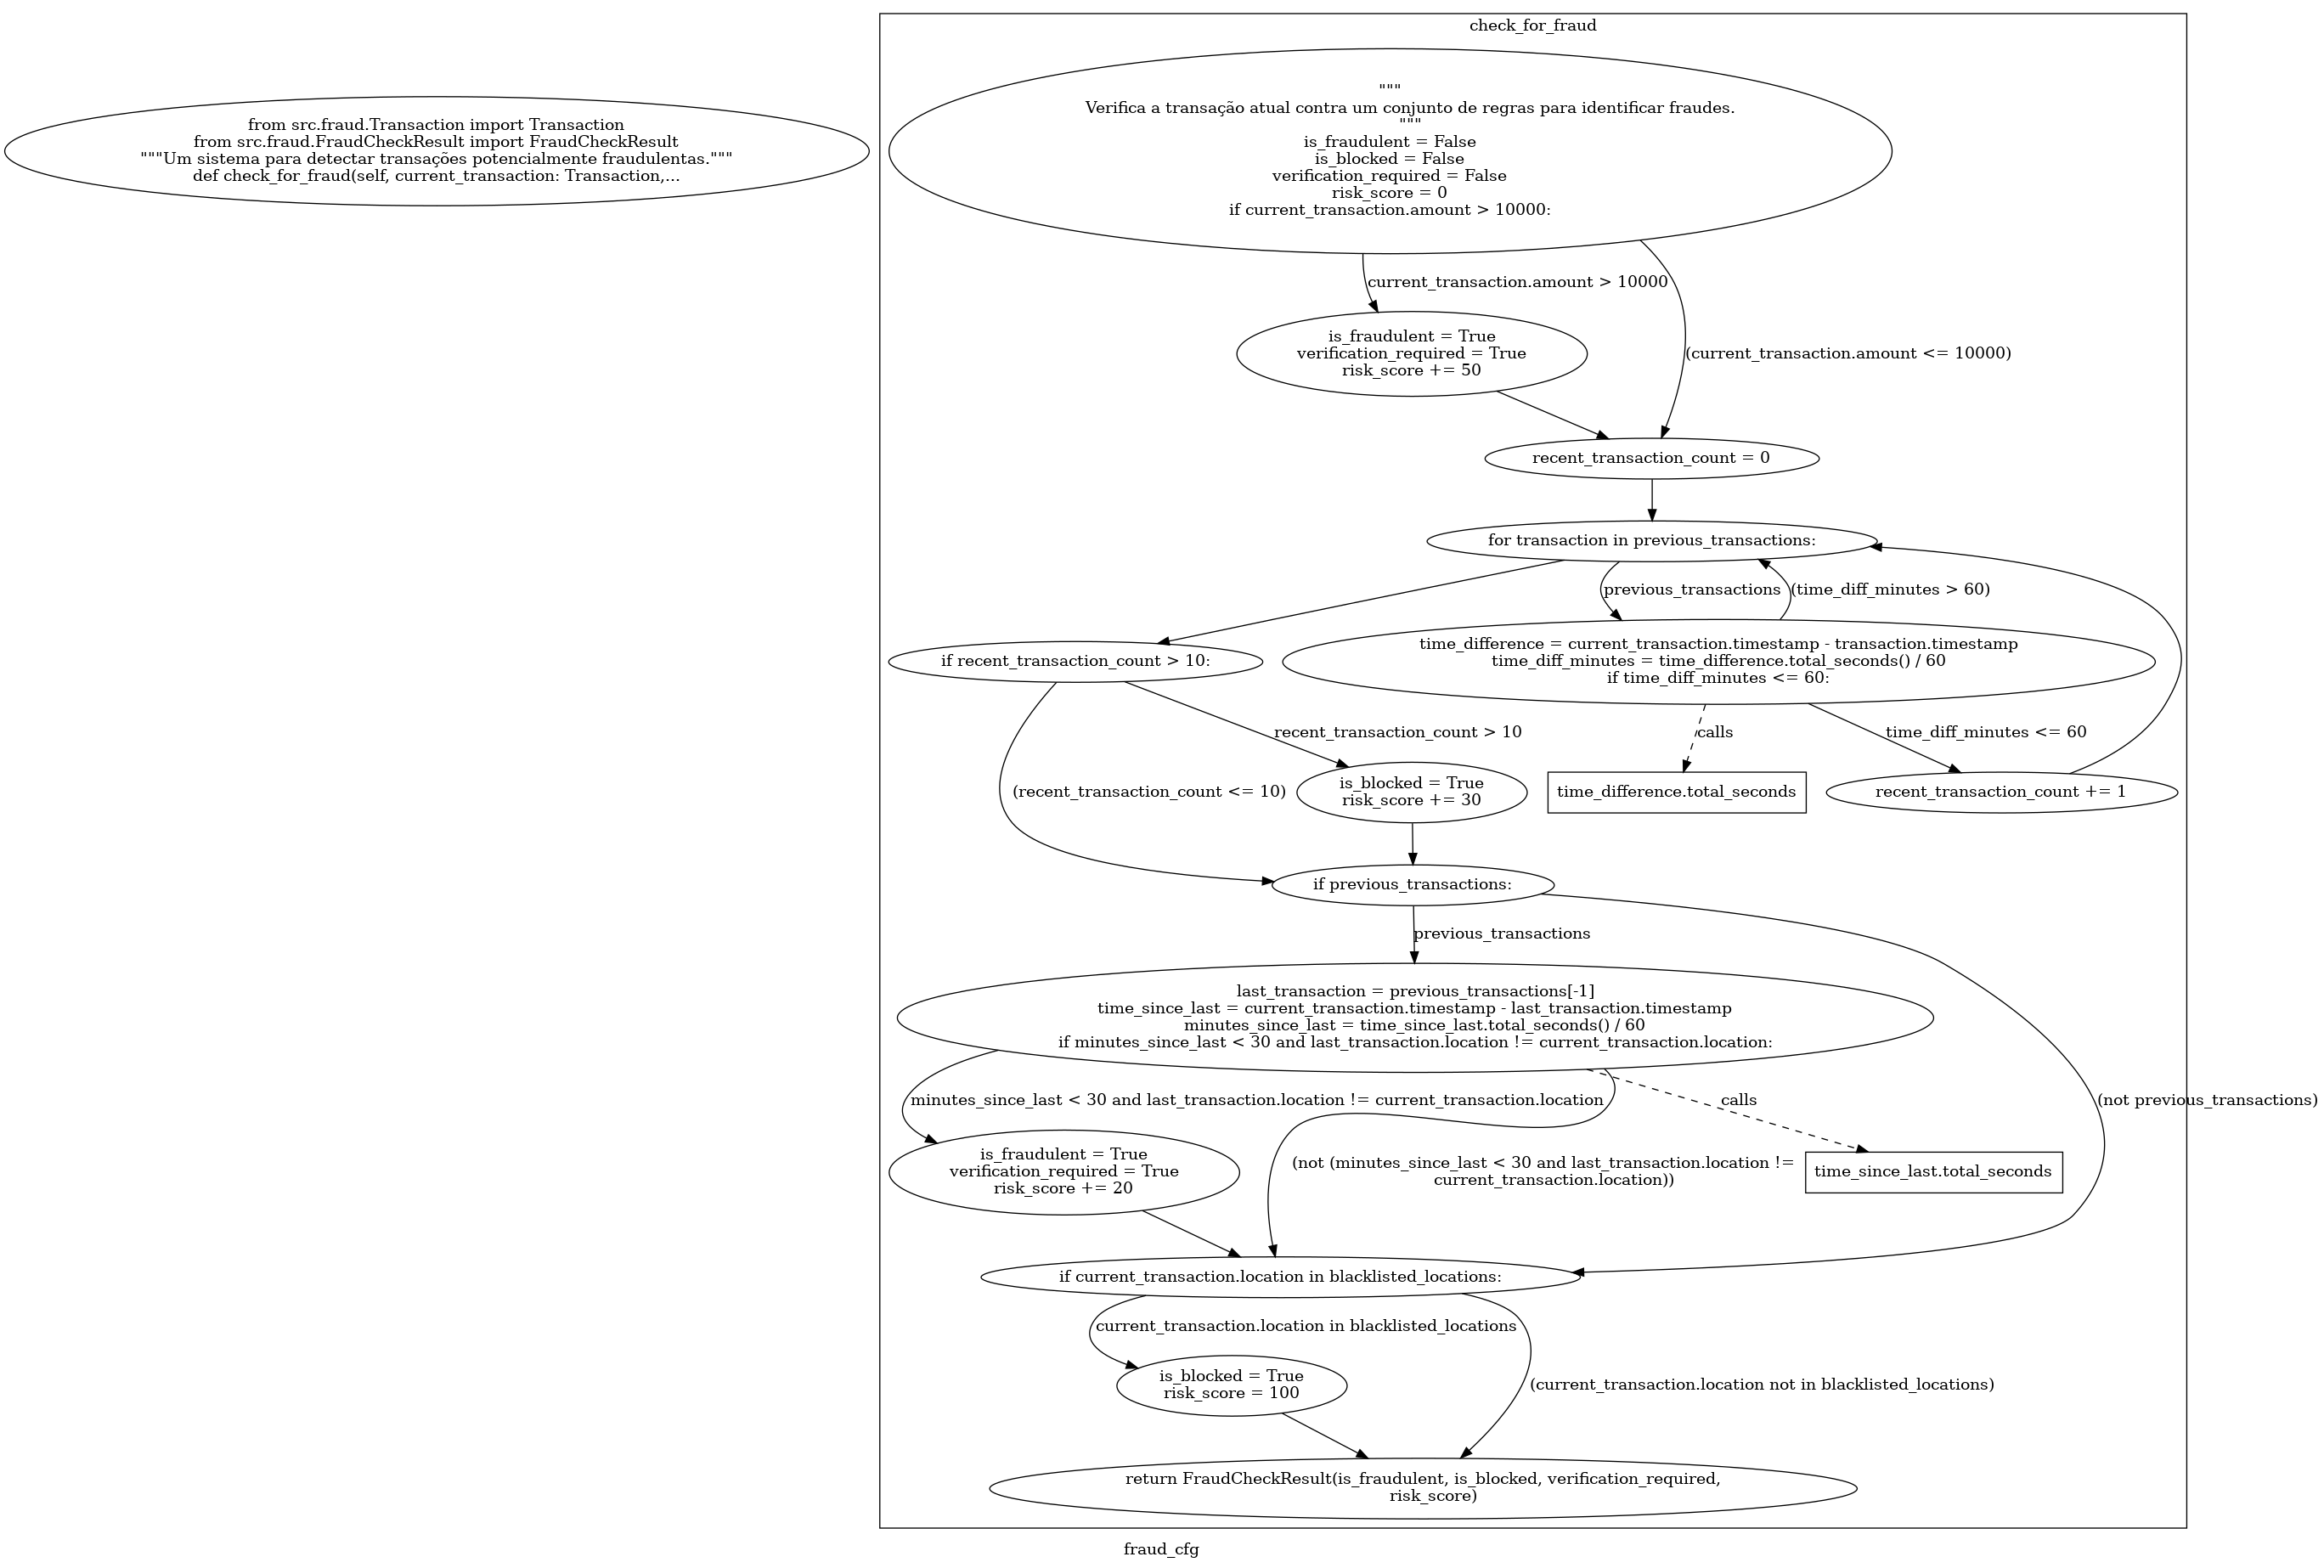 check_for_fraud
"""
Verifica a transação atual contra um conjunto de regras para identificar fraudes.
"""
is_fraudulent = False
is_blocked = False
verification_required = False
risk_score = 0
if current_transaction.amount > 10000:
from src.fraud.Transaction import Transaction
from src.fraud.FraudCheckResult import FraudCheckResult
"""Um sistema para detectar transações potencialmente fraudulentas."""
def check_for_fraud(self, current_transaction: Transaction,...
current_transaction.amount > 10000
is_fraudulent = True
verification_required = True
risk_score += 50
(current_transaction.amount <= 10000)
recent_transaction_count = 0
for transaction in previous_transactions:
previous_transactions
(time_diff_minutes > 60)
if recent_transaction_count > 10:
time_difference = current_transaction.timestamp - transaction.timestamp
time_diff_minutes = time_difference.total_seconds() / 60
if time_diff_minutes <= 60:
recent_transaction_count > 10
calls
time_diff_minutes <= 60
(recent_transaction_count <= 10)
is_blocked = True
risk_score += 30
time_difference.total_seconds
recent_transaction_count += 1
if previous_transactions:
previous_transactions
last_transaction = previous_transactions[-1]
time_since_last = current_transaction.timestamp - last_transaction.timestamp
minutes_since_last = time_since_last.total_seconds() / 60
if minutes_since_last < 30 and last_transaction.location != current_transaction.location:
minutes_since_last < 30 and last_transaction.location != current_transaction.location
calls
(not previous_transactions)
is_fraudulent = True
verification_required = True
risk_score += 20
(not (minutes_since_last < 30 and last_transaction.location !=
current_transaction.location))
time_since_last.total_seconds
if current_transaction.location in blacklisted_locations:
current_transaction.location in blacklisted_locations
is_blocked = True
risk_score = 100
(current_transaction.location not in blacklisted_locations)
return FraudCheckResult(is_fraudulent, is_blocked, verification_required,
risk_score)
fraud_cfg